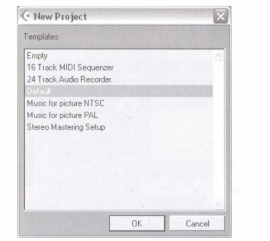 New Project
Templates:
Empty
16 Track MIDI Sequenzer
24 Track Audio Recorder
Default
Music for picture NTSC
Music for picture PAL
Stereo Mastering Setup
OK
Cancel